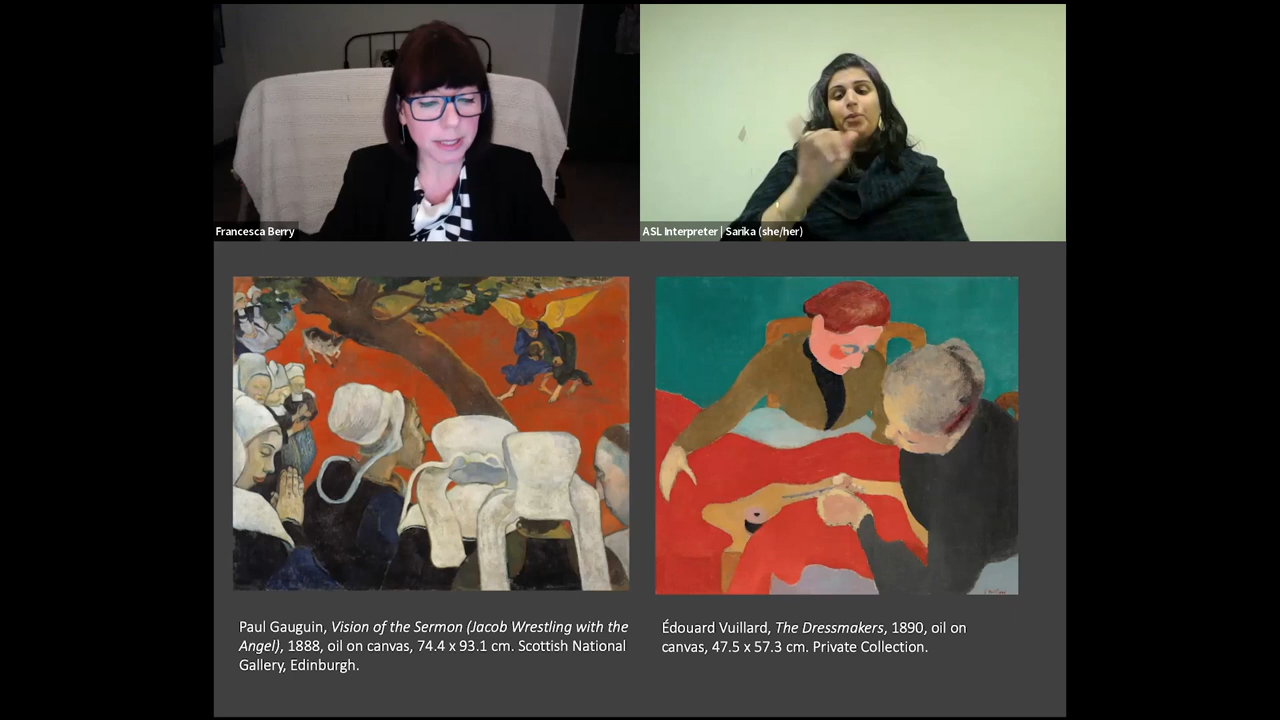 Francesca Berry
ASL Interpreter | Sarika (she/her)
Paul Gauguin, Vision of the Sermon (Jacob Wrestling with the
Angel), 1888, oil on canvas, 74.4 x 93.1 cm. Scottish National
Gallery, Edinburgh.
Édouard Vuillard, The Dressmakers, 1890, oil on
canvas, 47.5 x 57.3 cm. Private Collection.